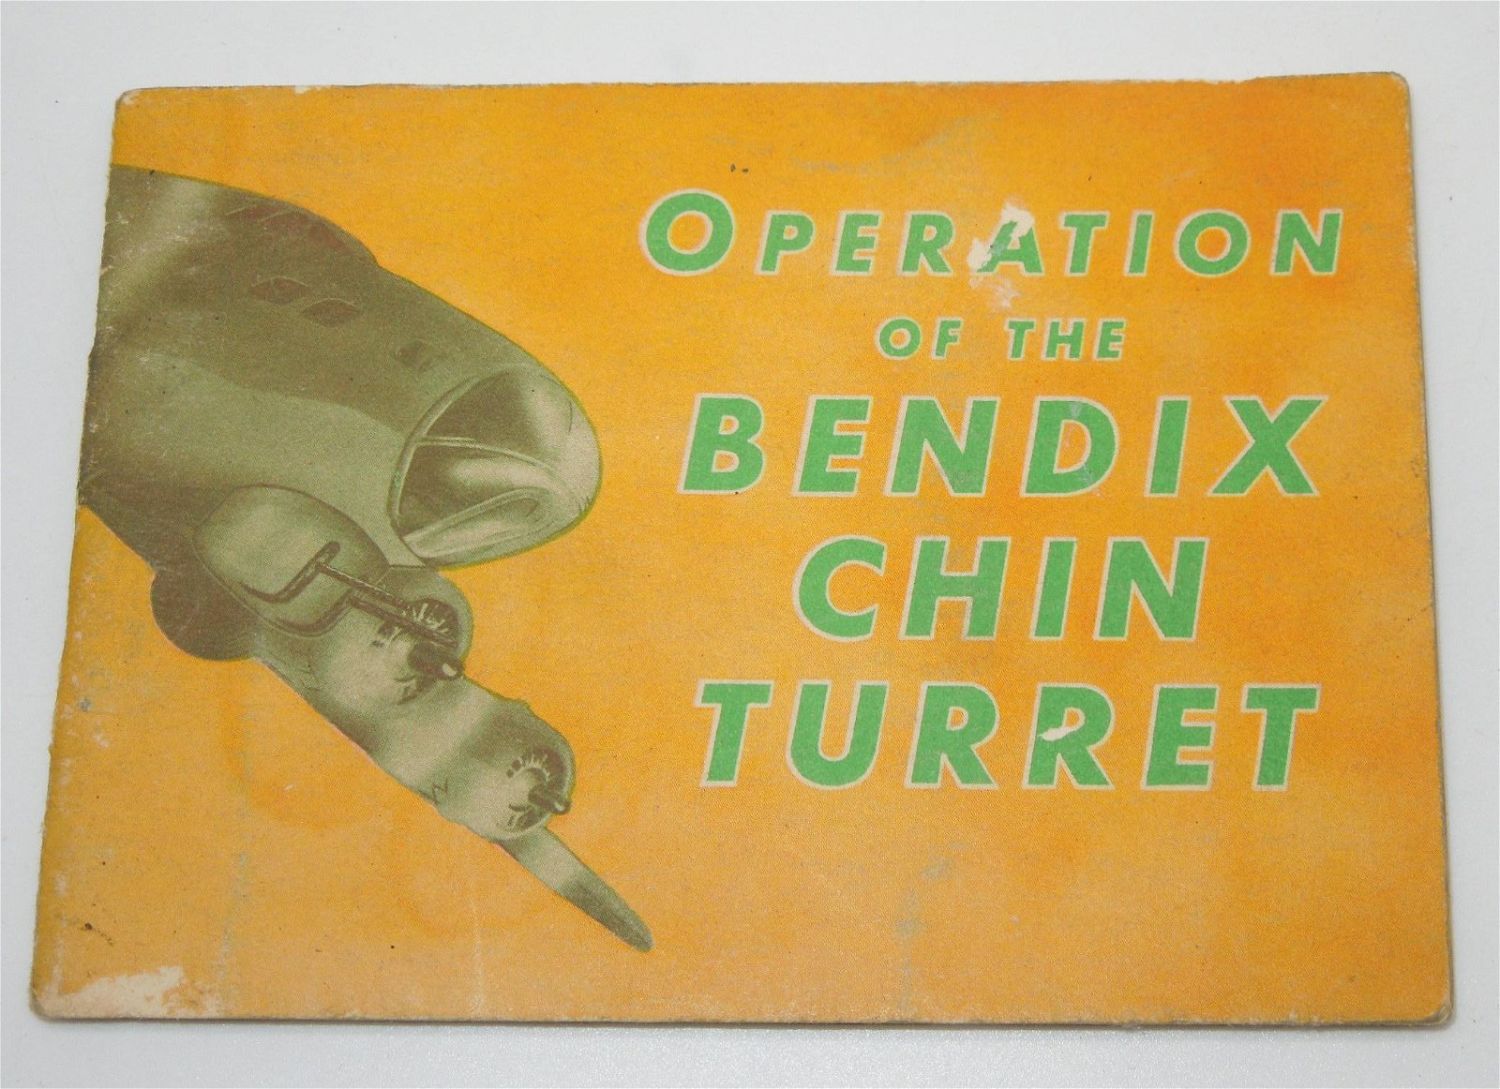 OPERATION
OF THE
BENDIX
CHIN
TURRET